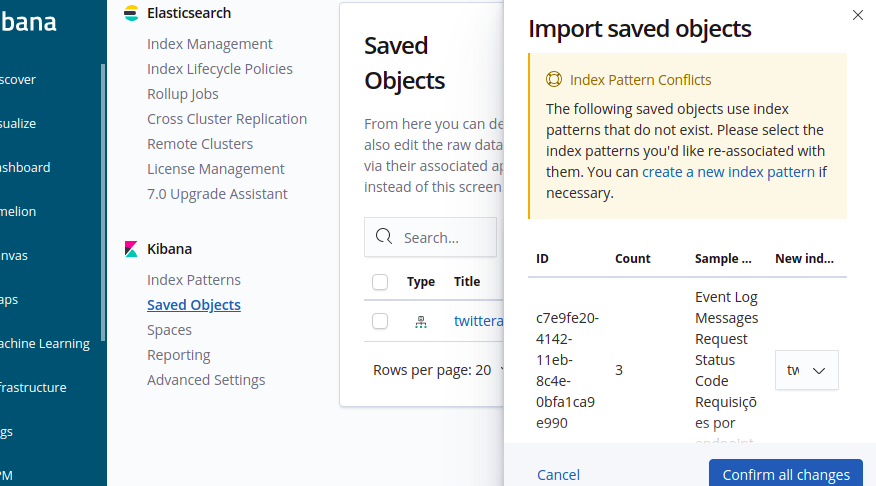 bana
scover
sualize
ashboard
melion
nvas
aps
achine Learning
frastructure
gs
PM
Elasticsearch
Index Management
Index Lifecycle Policies
Rollup Jobs
Cross Cluster Replication
Remote Clusters
License Management
7.0 Upgrade Assistant
Kibana
Index Patterns
Saved Objects
Spaces
Reporting
Advanced Settings
Saved
Objects
From here you can de
also edit the raw data
via their associated ap
instead of this screen
Search...
Type Title
twittera
Rows per page: 20
Import saved objects
Index Pattern Conflicts
The following saved objects use index
patterns that do not exist. Please select the
index patterns you'd like re-associated with
them. You can create a new index pattern if
necessary.
ID Count Sample ... New ind...
c7e9fe20-
4142-
11eb-
8c4e-
0bfa1ca9
e990
3
Event Log
Messages
Request
Status
Code
Requisiçõ
es por
endpoint
tw
Cancel
Confirm all changes